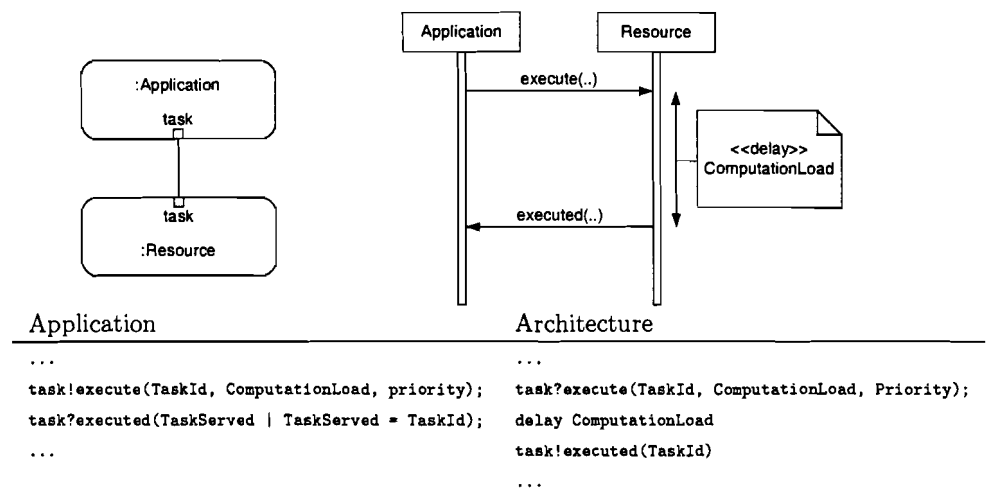 :Application
task
task
:Resource
Application
Resource
execute(..)
<<delay>>
ComputationLoad
executed(..)
Application
Architecture
...
...
task!execute(TaskId, ComputationLoad, priority);
task?execute(TaskId, ComputationLoad, Priority);
task?executed(TaskServed | TaskServed = TaskId);
delay ComputationLoad
...
task!executed(TaskId)
...